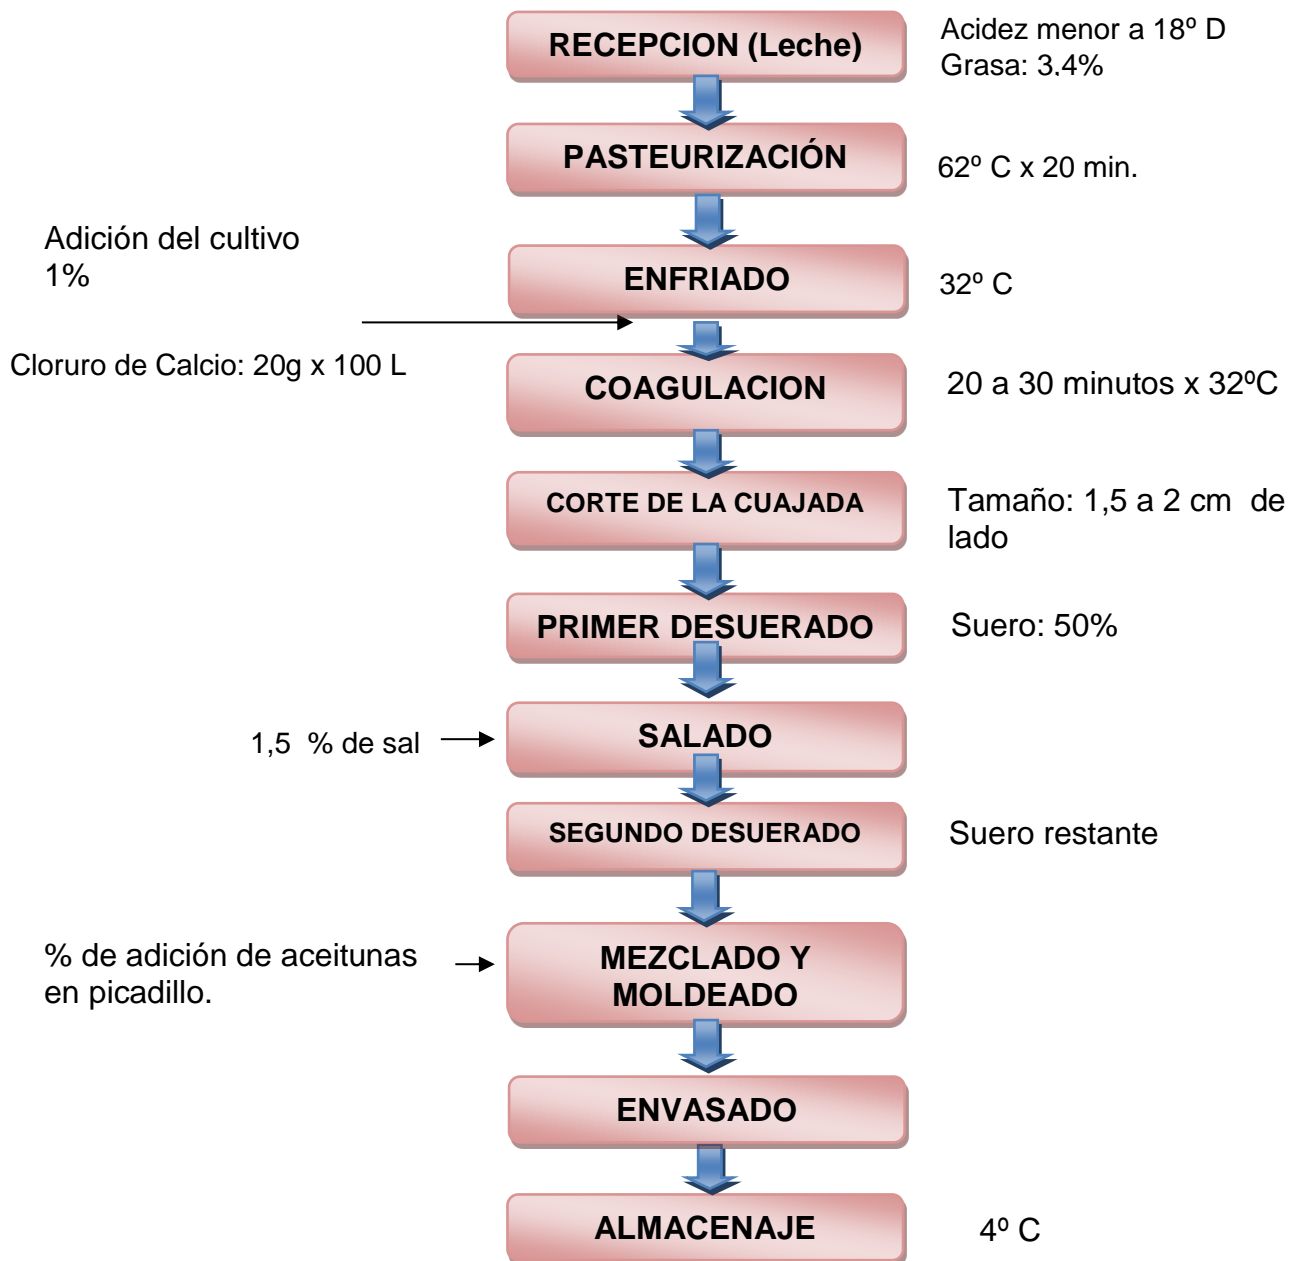 RECEPCION (Leche)
Acidez menor a 18º D
Grasa: 3.4%
PASTEURIZACIÓN
62º C x 20 min.
Adición del cultivo
1%
ENFRIADO
32º C
Cloruro de Calcio: 20g x 100 L
COAGULACION
20 a 30 minutos x 32ºC
CORTE DE LA CUAJADA
Tamaño: 1,5 a 2 cm de
lado
PRIMER DESUERADO
Suero: 50%
1,5 % de sal
SALADO
SEGUNDO DESUERADO
Suero restante
% de adición de aceitunas
en picadillo.
MEZCLADO Y
MOLDEADO
ENVASADO
ALMACENAJE
4º C